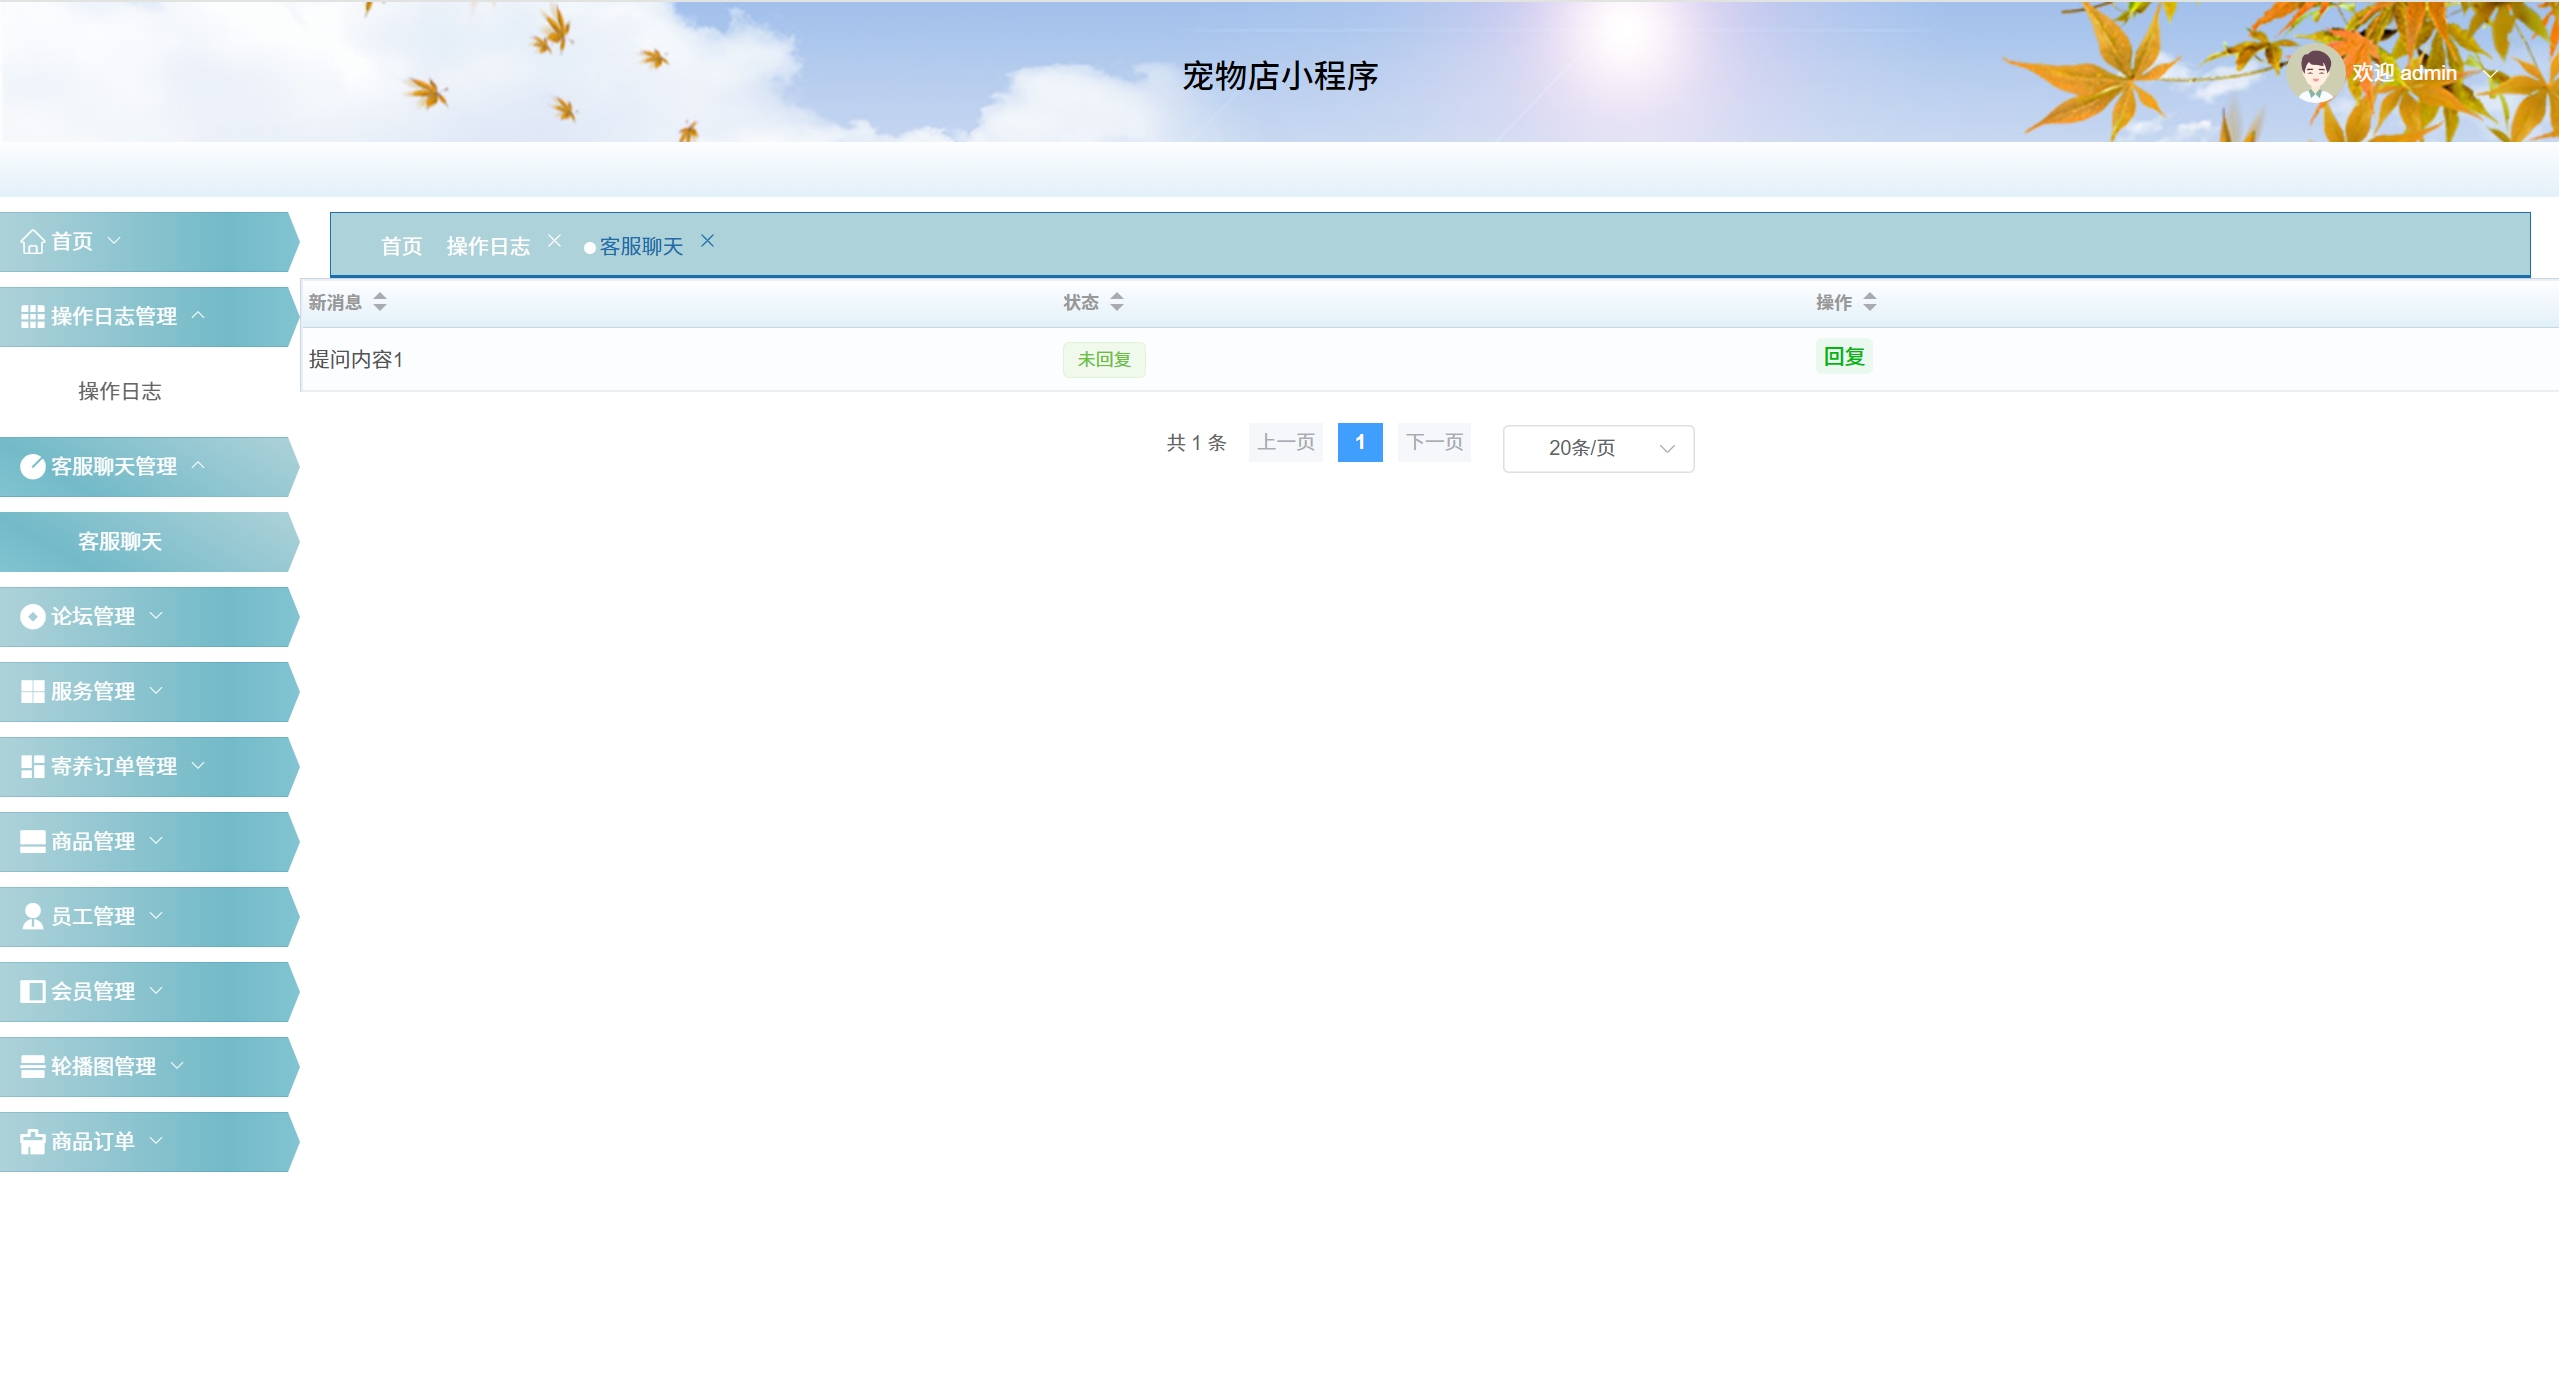 宠物店小程序
欢迎 admin
首页
操作日志管理
操作日志
客服聊天管理
客服聊天
论坛管理
服务管理
寄养订单管理
商品管理
员工管理
会员管理
轮播图管理
商品订单
首页 操作日志 客服聊天
新消息 状态 操作
提问内容1 未回复 回复
共 1 条 上一页 1 下一页 20条/页